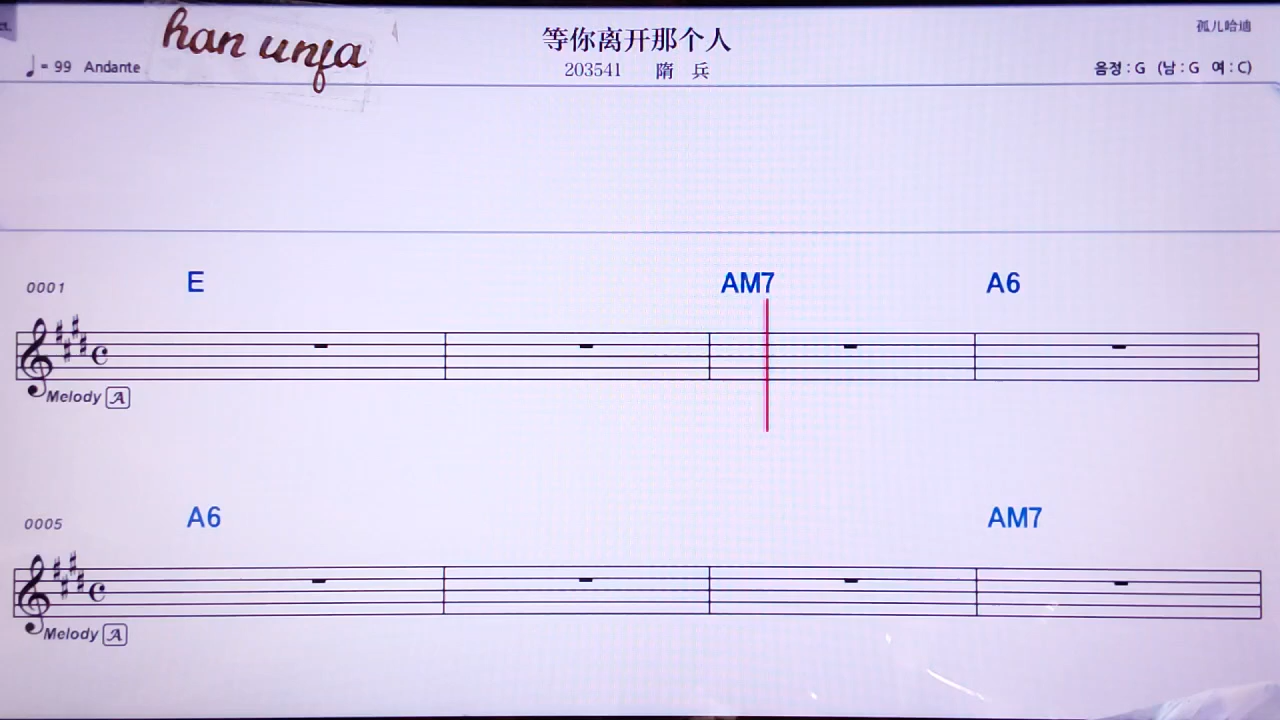 han unfa
等你离开那个人
孤儿哈迪
♩= 99 Andante
203541 隋 兵
음정 : G (남 : G 여 : C)
0001 E AM7 A6
Melody A
0005 A6 AM7
Melody A